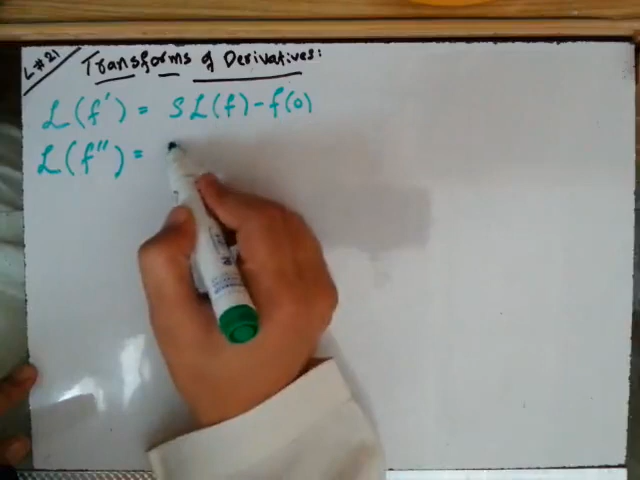 L#21
Transforms of Derivatives:
ℒ(f') = Sℒ(f) - f(0)
ℒ(f") =